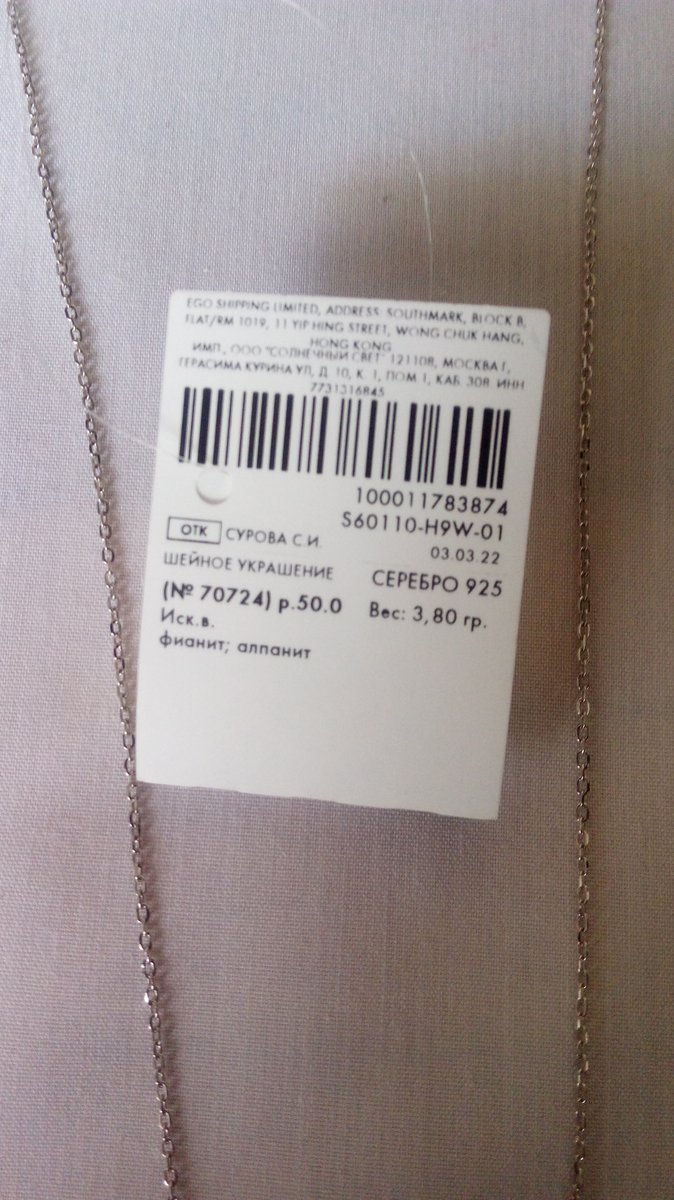 EGO SHIPPING LIMITED, ADDRESS: SOUTHMARK, BLOCK B,
FLAT/RM 1019, 11 YIP HING STREET, WONG CHUK HANG,
HONG KONG
ИМП., ООО "СОЛНЕЧНЫЙ СВЕТ" 121108, МОСКВА Г,
ГЕРАСИМА КУРИНА УЛ, Д. 10, К. 1, ПОМ 1, КАБ. 308. ИНН
7731316845
100011783874
S60110-H9W-01
ОТК СУРОВА С.И.
03.03.22
ШЕЙНОЕ УКРАШЕНИЕ
СЕРЕБРО 925
(№ 70724) р.50.0
Вес: 3,80 гр.
Иск.в.
фианит; алпанит